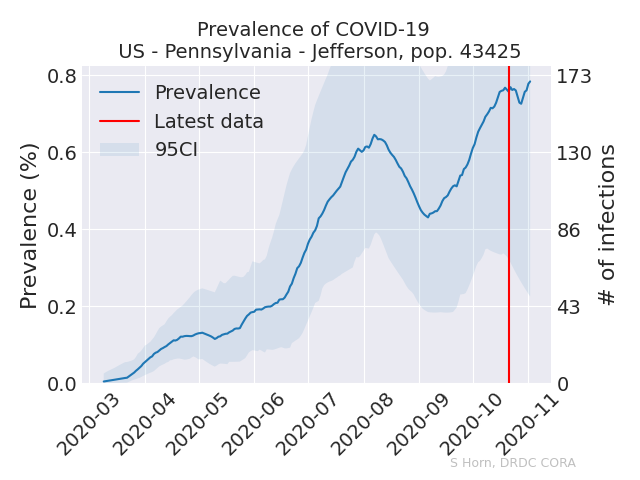 Prevalence of COVID-19
US - Pennsylvania - Jefferson, pop. 43425
Prevalence (%)
0.8
0.6
0.4
0.2
0.0
Prevalence
Latest data
95CI
173
130
86
43
0
# of infections
2020-03
2020-04
2020-05
2020-06
2020-07
2020-08
2020-09
2020-10
2020-11
S Horn, DRDC CORA